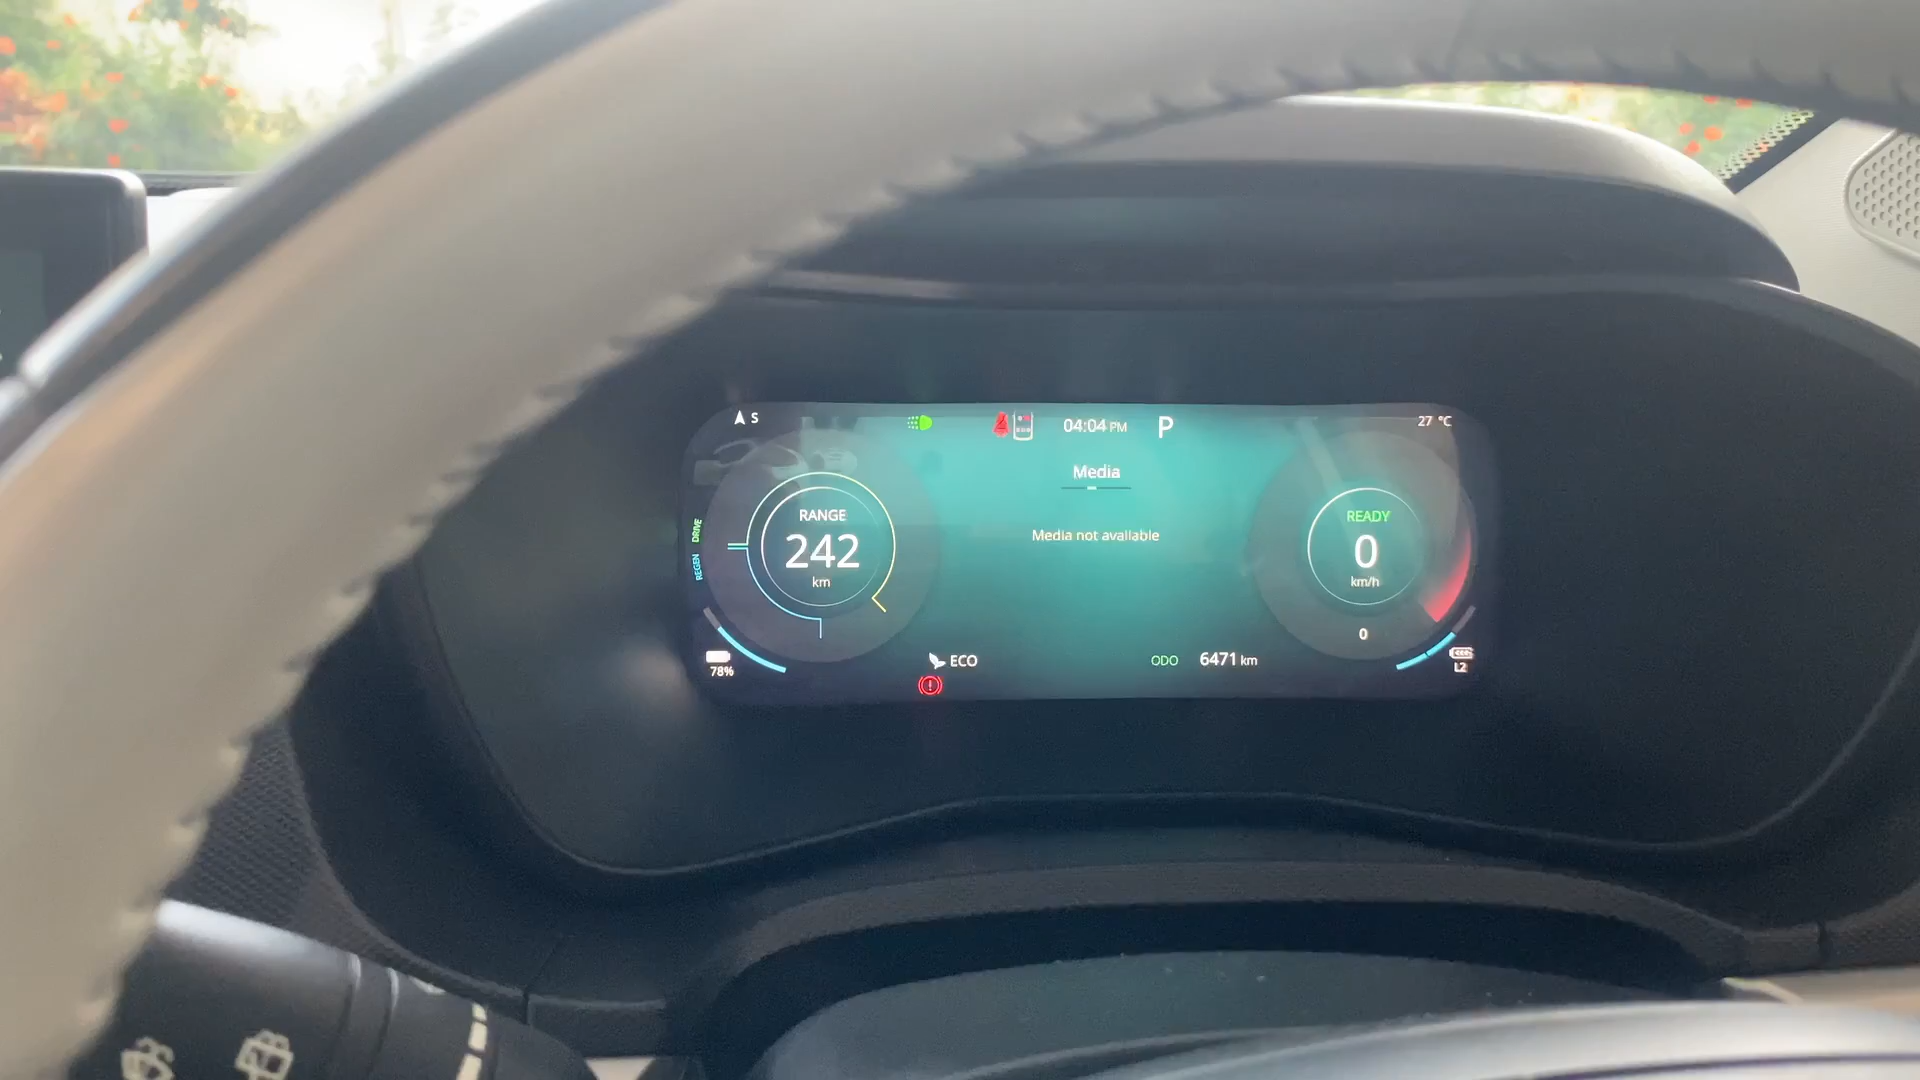 S
04:04 PM
P
27 °C
Media
Media not available
DRIVE
REGEN
RANGE
242
km
READY
0
km/h
0
78%
ECO
ODO 6471 km
L2